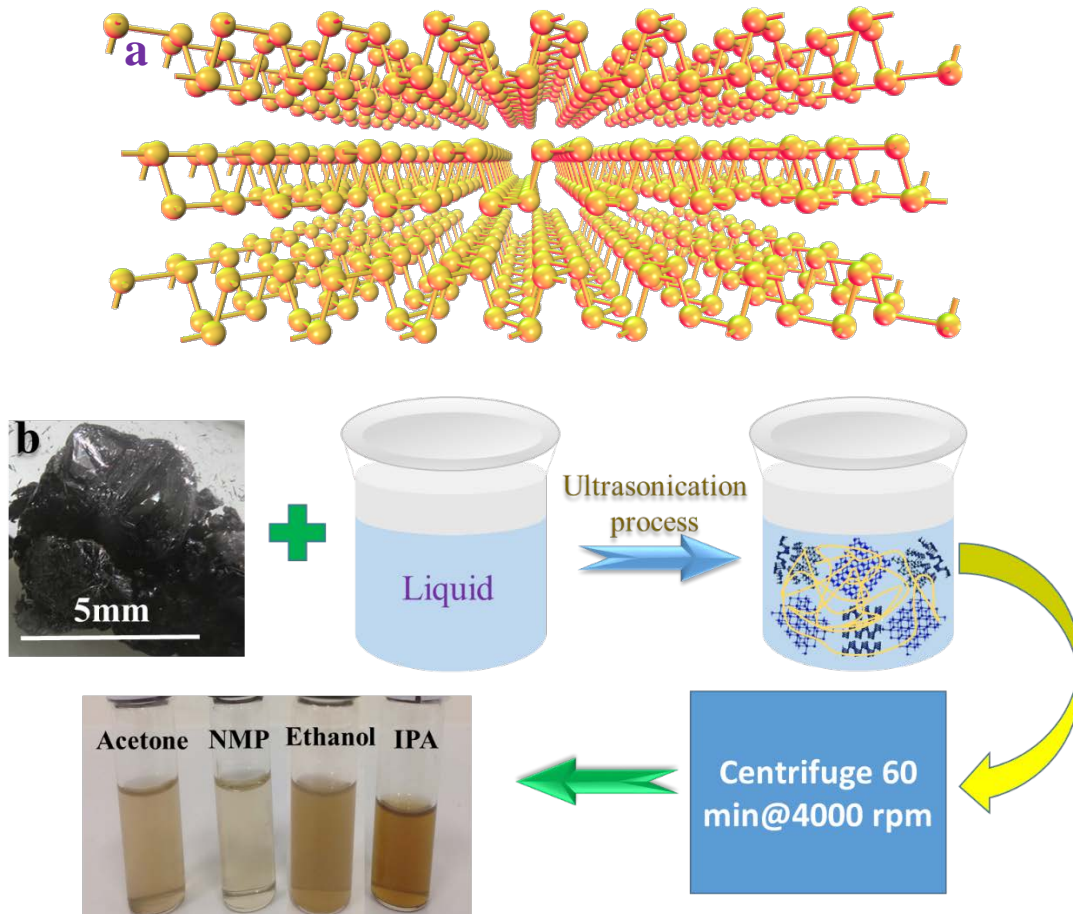 a
b
5mm
Liquid
Ultrasonication
process
Acetone NMP Ethanol IPA
Centrifuge 60
min@4000 rpm